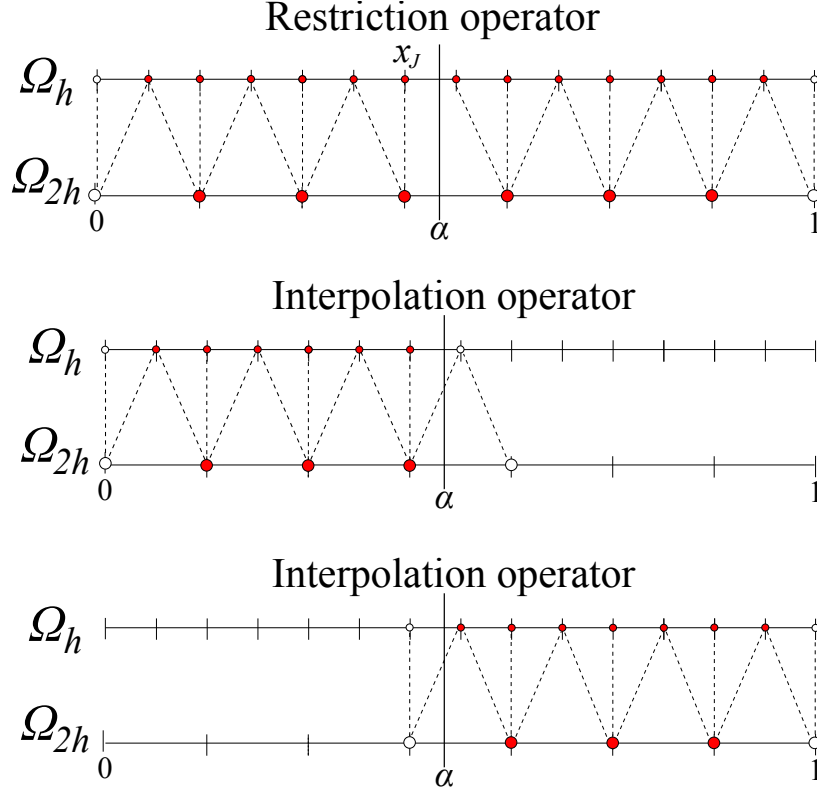 Restriction operator
x_J
Ω_h
Ω_2h
0
α
1
Interpolation operator
Ω_h
Ω_2h
0
α
1
Interpolation operator
Ω_h
Ω_2h
0
α
1